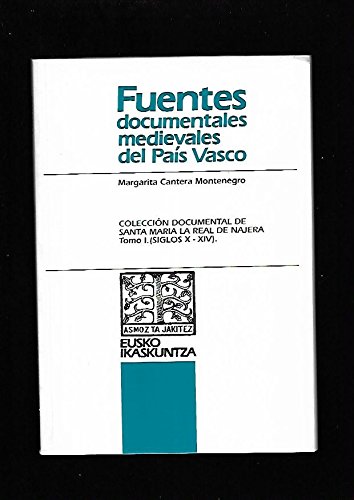 Fuentes
documentales
medievales
del País Vasco
Margarita Cantera Montenegro
COLECCIÓN DOCUMENTAL DE
SANTA MARIA LA REAL DE NAJERA
Tomo I. (SIGLOS X - XIV).
ASMOZ TA JAKITEZ
EUSKO
IKASKUNTZA